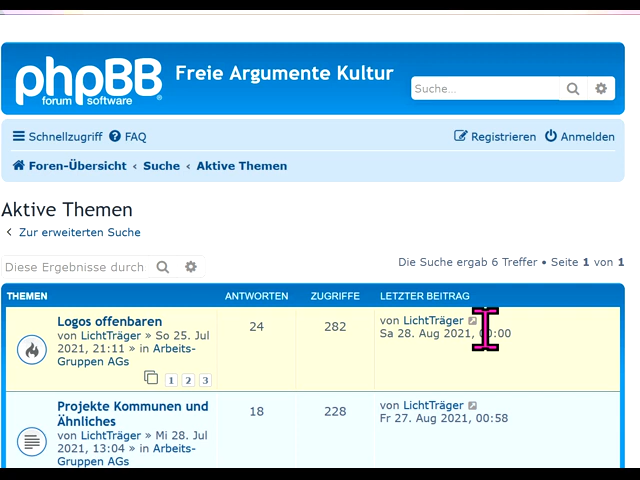 phpBB
forum software
Freie Argumente Kultur
Suche...
Schnellzugriff FAQ Registrieren Anmelden
Foren-Übersicht ‹ Suche ‹ Aktive Themen
Aktive Themen
Zur erweiterten Suche
Diese Ergebnisse durch
Die Suche ergab 6 Treffer • Seite 1 von 1
THEMEN ANTWORTEN ZUGRIFFE LETZTER BEITRAG
Logos offenbaren
von LichtTräger » So 25. Jul
2021, 21:11 » in Arbeits-
Gruppen AGs
1 2 3
24
282
von LichtTräger
Sa 28. Aug 2021, 00:00
Projekte Kommunen und
Ähnliches
von LichtTräger » Mi 28. Jul
2021, 13:04 » in Arbeits-
Gruppen AGs
18
228
von LichtTräger
Fr 27. Aug 2021, 00:58